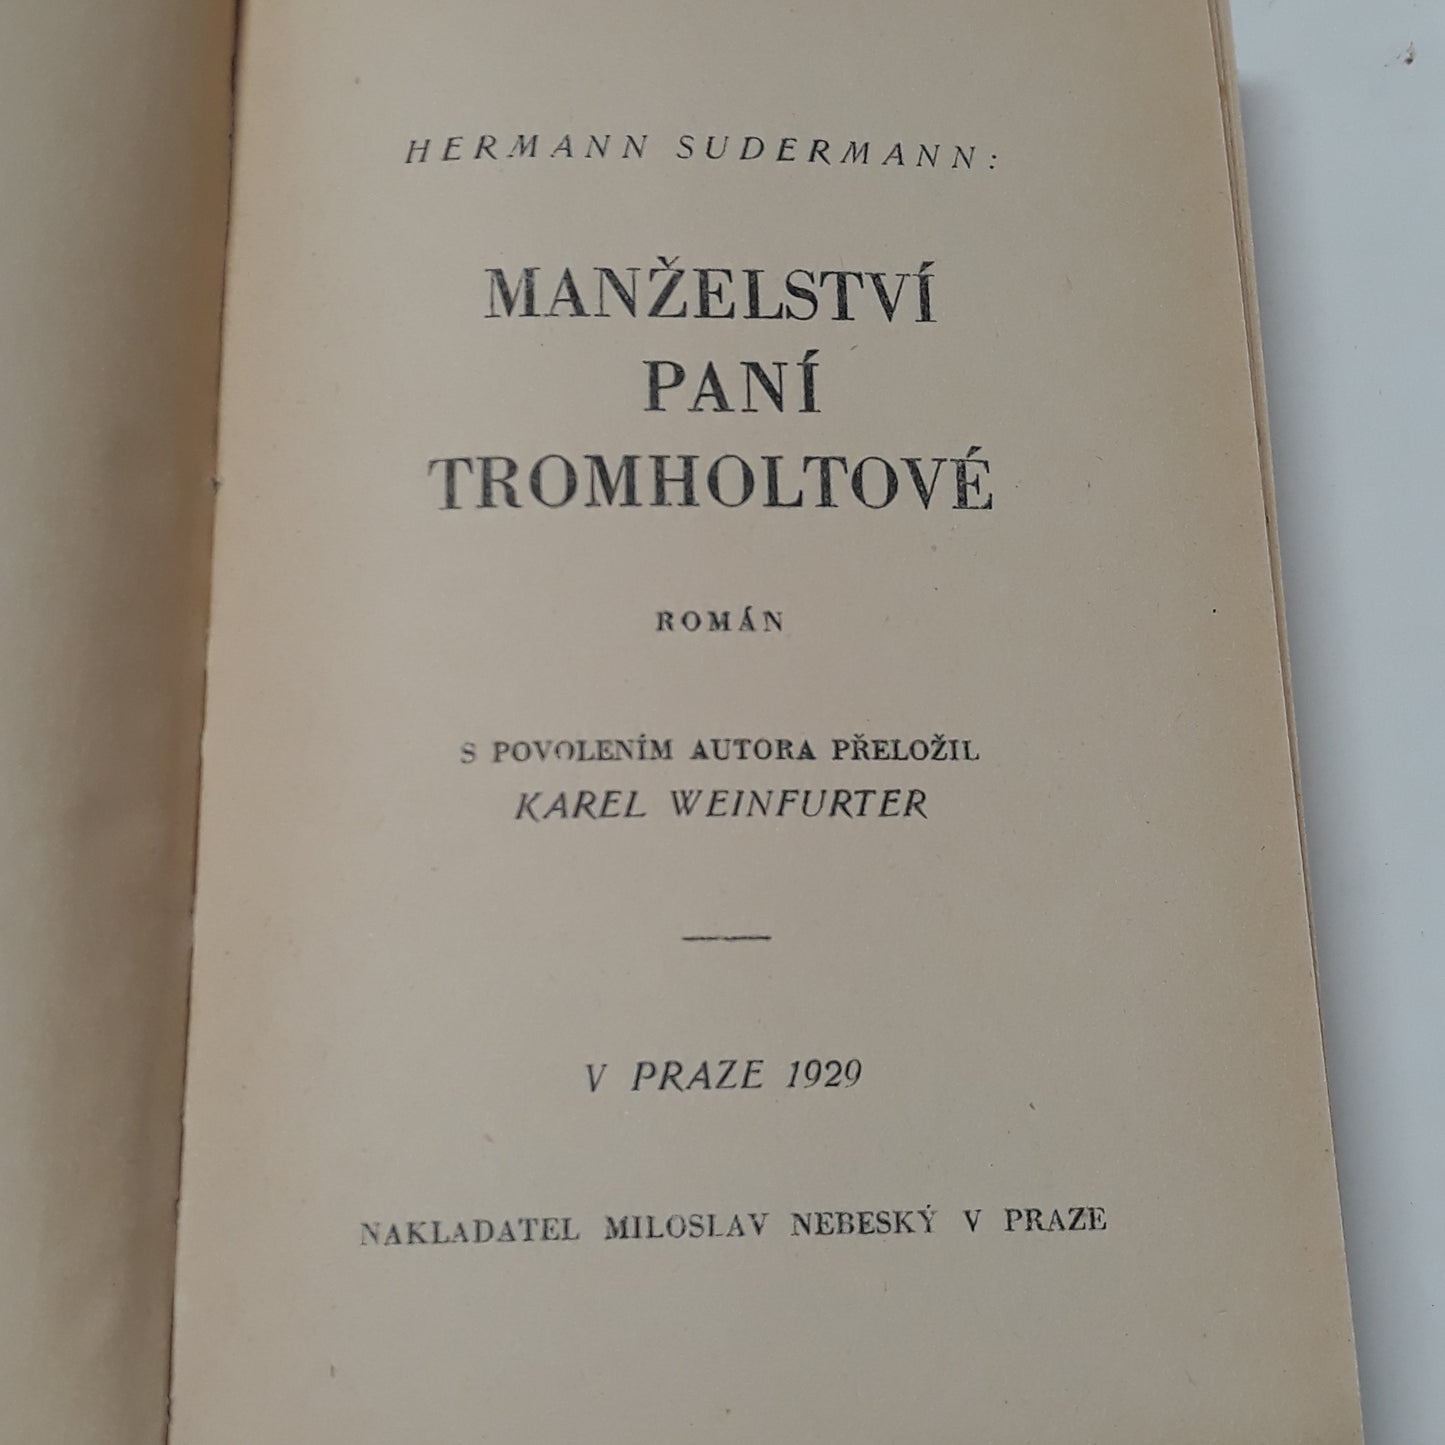 HERMANN SUDERMANN:
MANŽELSTVÍ
PANÍ
TROMHOLTOVÉ
ROMÁN
S POVOLENÍM AUTORA PŘELOŽIL
KAREL WEINFURTER
V PRAZE 1929
NAKLADATEL MILOSLAV NEBESKÝ V PRAZE